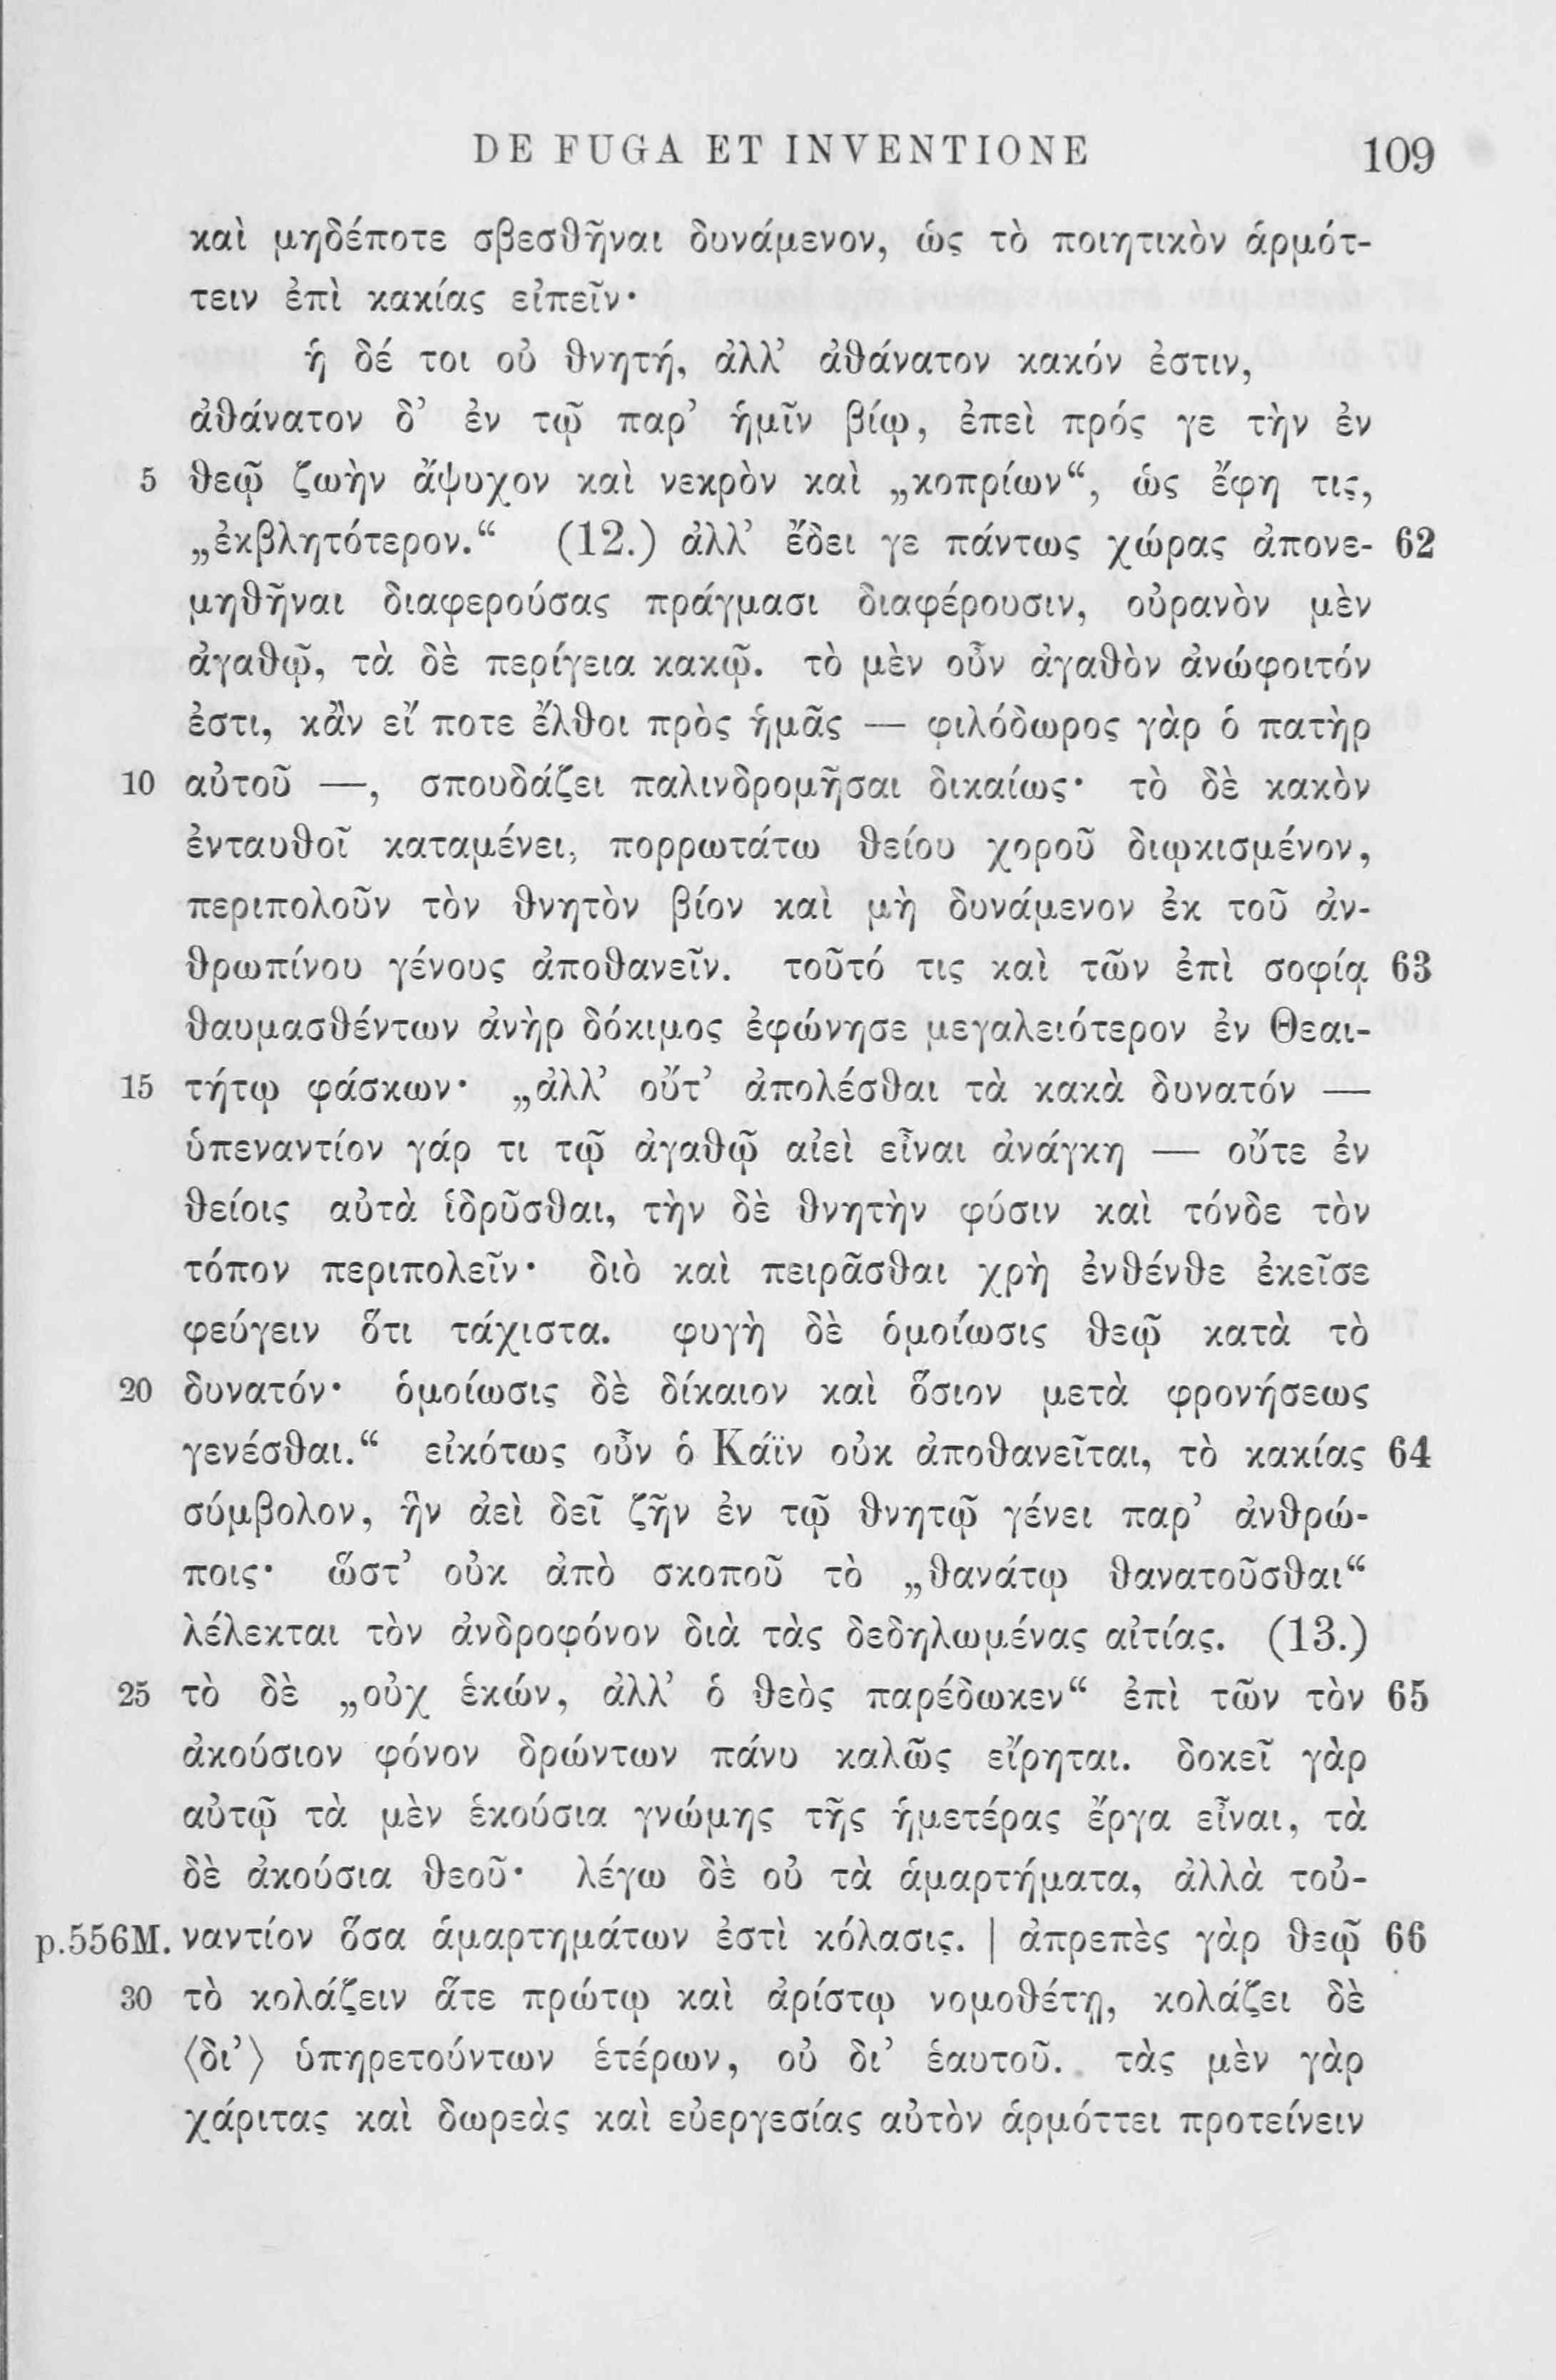 DE FUGA ET INVENTIONE 109
καὶ μηδέποτε σβεσθῆναι δυνάμενον, ὡς τὸ ποιητικὸν ἁρμότ-
τειν ἐπὶ κακίας εἰπεῖν·
ἡ δέ τοι οὐ θνητή, ἀλλ’ ἀθάνατον κακόν ἐστιν,
ἀθάνατον δ’ ἐν τῷ παρ’ ἡμῖν βίῳ, ἐπεὶ πρός γε τὴν ἐν
5 θεῷ ζωὴν ἄψυχον καὶ νεκρὸν καὶ „κοπρίων“, ὡς ἔφη τις,
„ἐκβλητότερον.“ (12.) ἀλλ’ ἔδει γε πάντως χώρας ἀπονε- 62
μηθῆναι διαφερούσας πράγμασι διαφέρουσιν, οὐρανὸν μὲν
ἀγαθῷ, τὰ δὲ περίγεια κακῷ. τὸ μὲν οὖν ἀγαθὸν ἀνώφοιτόν
ἐστι, κἂν εἴ ποτε ἔλθοι πρὸς ἡμᾶς — φιλόδωρος γὰρ ὁ πατὴρ
10 αὐτοῦ —, σπουδάζει παλινδρομῆσαι δικαίως· τὸ δὲ κακὸν
ἐνταυθοῖ καταμένει, πορρωτάτω θείου χοροῦ διῳκισμένον,
περιπολοῦν τὸν θνητὸν βίον καὶ μὴ δυνάμενον ἐκ τοῦ ἀν-
θρωπίνου γένους ἀποθανεῖν. τοῦτό τις καὶ τῶν ἐπὶ σοφίᾳ 63
θαυμασθέντων ἀνὴρ δόκιμος ἐφώνησε μεγαλειότερον ἐν Θεαι-
15 τήτῳ φάσκων· „ἀλλ’ οὔτ’ ἀπολέσθαι τὰ κακὰ δυνατόν —
ὑπεναντίον γάρ τι τῷ ἀγαθῷ αἰεὶ εἶναι ἀνάγκη — οὔτε ἐν
θείοις αὐτὰ ἱδρῦσθαι, τὴν δὲ θνητὴν φύσιν καὶ τόνδε τὸν
τόπον περιπολεῖν· διὸ καὶ πειρᾶσθαι χρὴ ἐνθένθε ἐκεῖσε
φεύγειν ὅτι τάχιστα. φυγὴ δὲ ὁμοίωσις θεῷ κατὰ τὸ
20 δυνατόν· ὁμοίωσις δὲ δίκαιον καὶ ὅσιον μετὰ φρονήσεως
γενέσθαι.“ εἰκότως οὖν ὁ Κάϊν οὐκ ἀποθανεῖται, τὸ κακίας 64
σύμβολον, ἣν ἀεὶ δεῖ ζῆν ἐν τῷ θνητῷ γένει παρ’ ἀνθρώ-
ποις· ὥστ’ οὐκ ἀπὸ σκοποῦ τὸ „θανάτῳ θανατοῦσθαι“
λέλεκται τὸν ἀνδροφόνον διὰ τὰς δεδηλωμένας αἰτίας. (13.)
25 τὸ δὲ „οὐχ ἑκών, ἀλλ’ ὁ θεὸς παρέδωκεν“ ἐπὶ τῶν τὸν 65
ἀκούσιον φόνον δρώντων πάνυ καλῶς εἴρηται. δοκεῖ γὰρ
αὐτῷ τὰ μὲν ἑκούσια γνώμης τῆς ἡμετέρας ἔργα εἶναι, τὰ
δὲ ἀκούσια θεοῦ· λέγω δὲ οὐ τὰ ἁμαρτήματα, ἀλλὰ τοὐ-
p.556M. ναντίον ὅσα ἁμαρτημάτων ἐστὶ κόλασις. | ἀπρεπὲς γὰρ θεῷ 66
30 τὸ κολάζειν ἅτε πρώτῳ καὶ ἀρίστῳ νομοθέτῃ, κολάζει δὲ
⟨δι’⟩ ὑπηρετούντων ἑτέρων, οὐ δι’ ἑαυτοῦ. τὰς μὲν γὰρ
χάριτας καὶ δωρεὰς καὶ εὐεργεσίας αὐτὸν ἁρμόττει προτείνειν